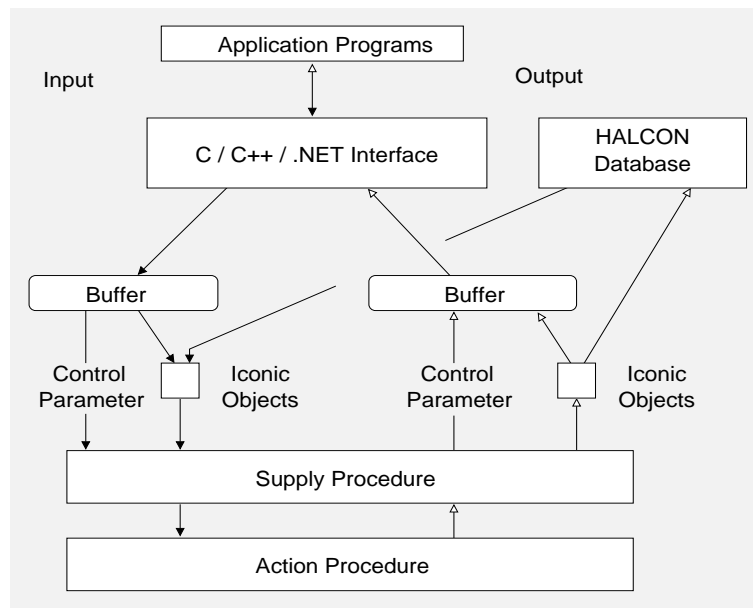 Application Programs
Input
Output
C / C++ / .NET Interface
HALCON
Database
Buffer
Buffer
Control
Parameter
Iconic
Objects
Control
Parameter
Iconic
Objects
Supply Procedure
Action Procedure